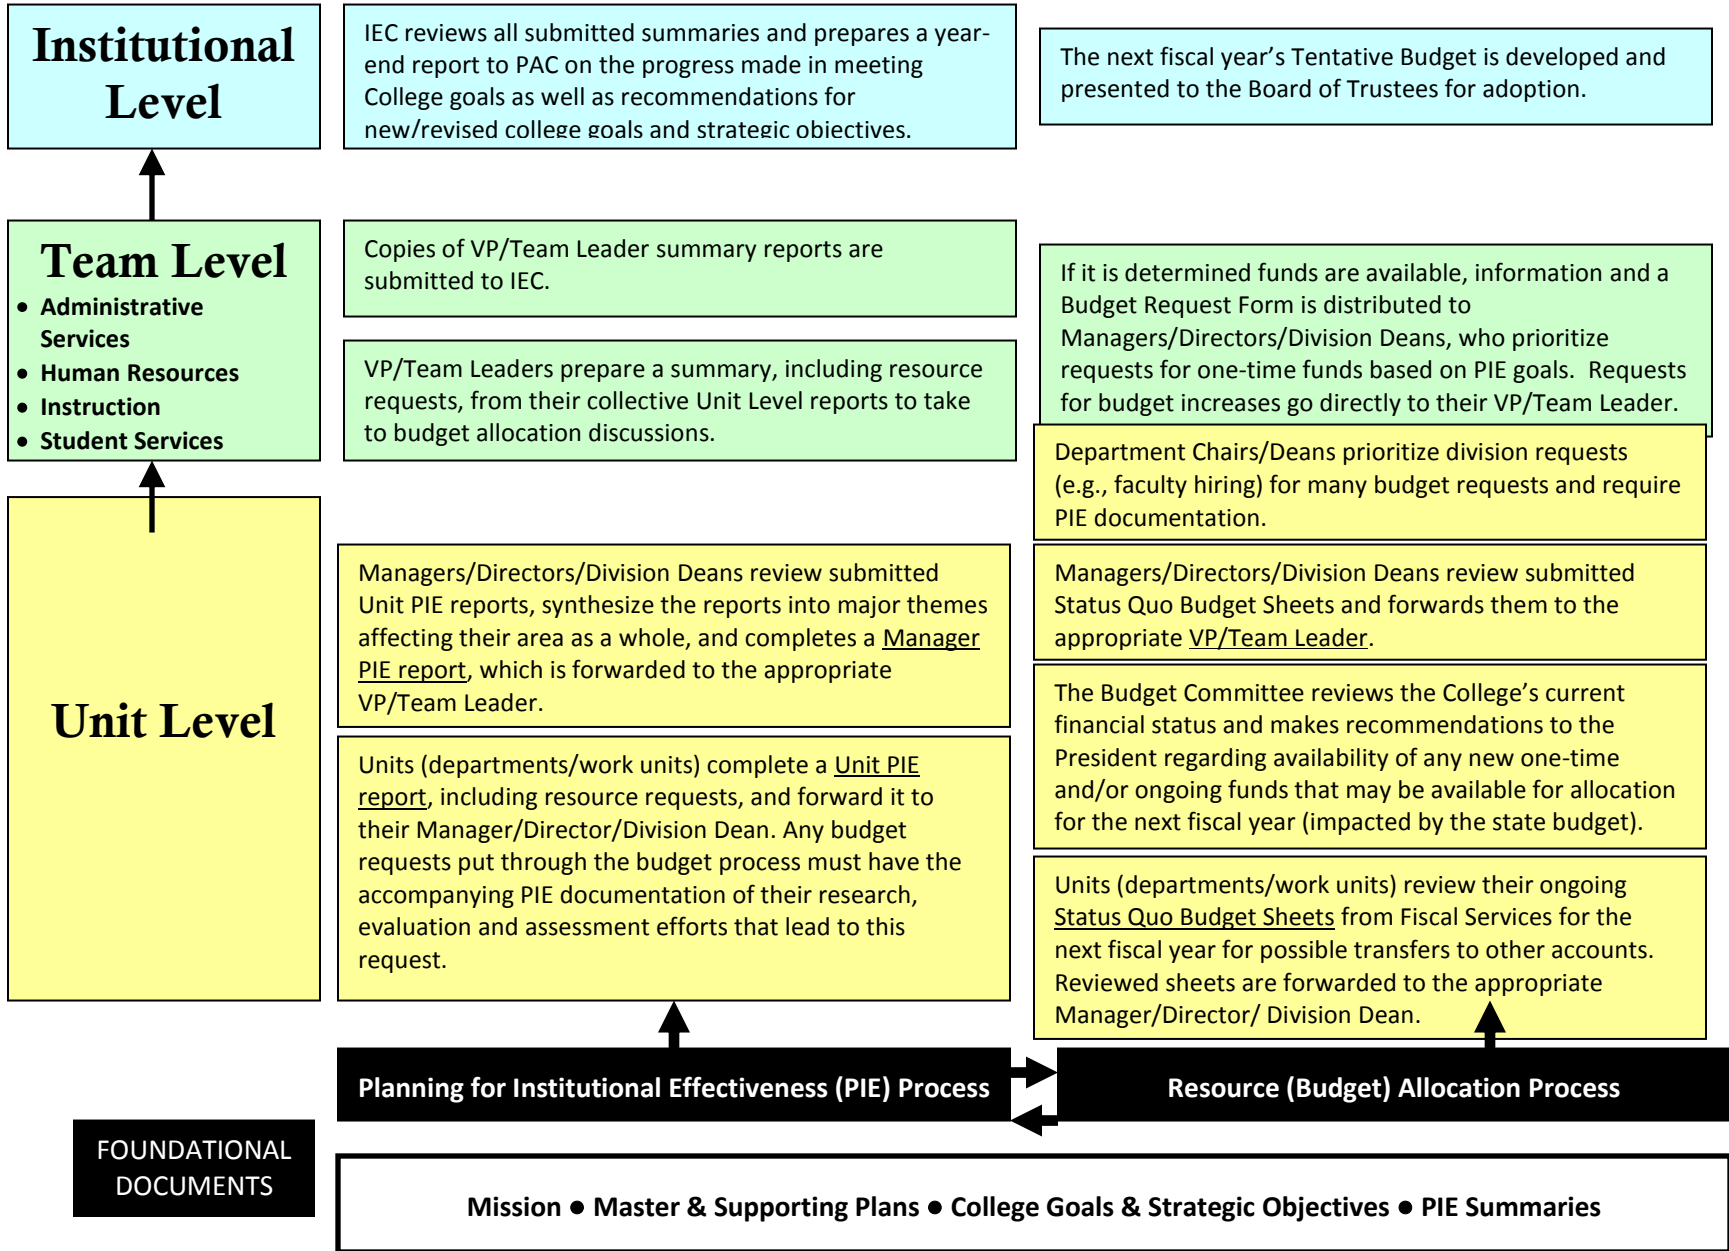 Institutional
Level
IEC reviews all submitted summaries and prepares a year-
end report to PAC on the progress made in meeting
College goals as well as recommendations for
new/revised college goals and strategic objectives.
The next fiscal year’s Tentative Budget is developed and
presented to the Board of Trustees for adoption.
Team Level
● Administrative
Services
● Human Resources
● Instruction
● Student Services
Copies of VP/Team Leader summary reports are
submitted to IEC.
VP/Team Leaders prepare a summary, including resource
requests, from their collective Unit Level reports to take
to budget allocation discussions.
If it is determined funds are available, information and a
Budget Request Form is distributed to
Managers/Directors/Division Deans, who prioritize
requests for one-time funds based on PIE goals.  Requests
for budget increases go directly to their VP/Team Leader.
Unit Level
Managers/Directors/Division Deans review submitted
Unit PIE reports, synthesize the reports into major themes
affecting their area as a whole, and completes a Manager
PIE report, which is forwarded to the appropriate
VP/Team Leader.
Units (departments/work units) complete a Unit PIE
report, including resource requests, and forward it to
their Manager/Director/Division Dean. Any budget
requests put through the budget process must have the
accompanying PIE documentation of their research,
evaluation and assessment efforts that lead to this
request.
Department Chairs/Deans prioritize division requests
(e.g., faculty hiring) for many budget requests and require
PIE documentation.
Managers/Directors/Division Deans review submitted
Status Quo Budget Sheets and forwards them to the
appropriate VP/Team Leader.
The Budget Committee reviews the College’s current
financial status and makes recommendations to the
President regarding availability of any new one-time
and/or ongoing funds that may be available for allocation
for the next fiscal year (impacted by the state budget).
Units (departments/work units) review their ongoing
Status Quo Budget Sheets from Fiscal Services for the
next fiscal year for possible transfers to other accounts.
Reviewed sheets are forwarded to the appropriate
Manager/Director/ Division Dean.
Planning for Institutional Effectiveness (PIE) Process
Resource (Budget) Allocation Process
FOUNDATIONAL
DOCUMENTS
Mission ● Master & Supporting Plans ● College Goals & Strategic Objectives ● PIE Summaries